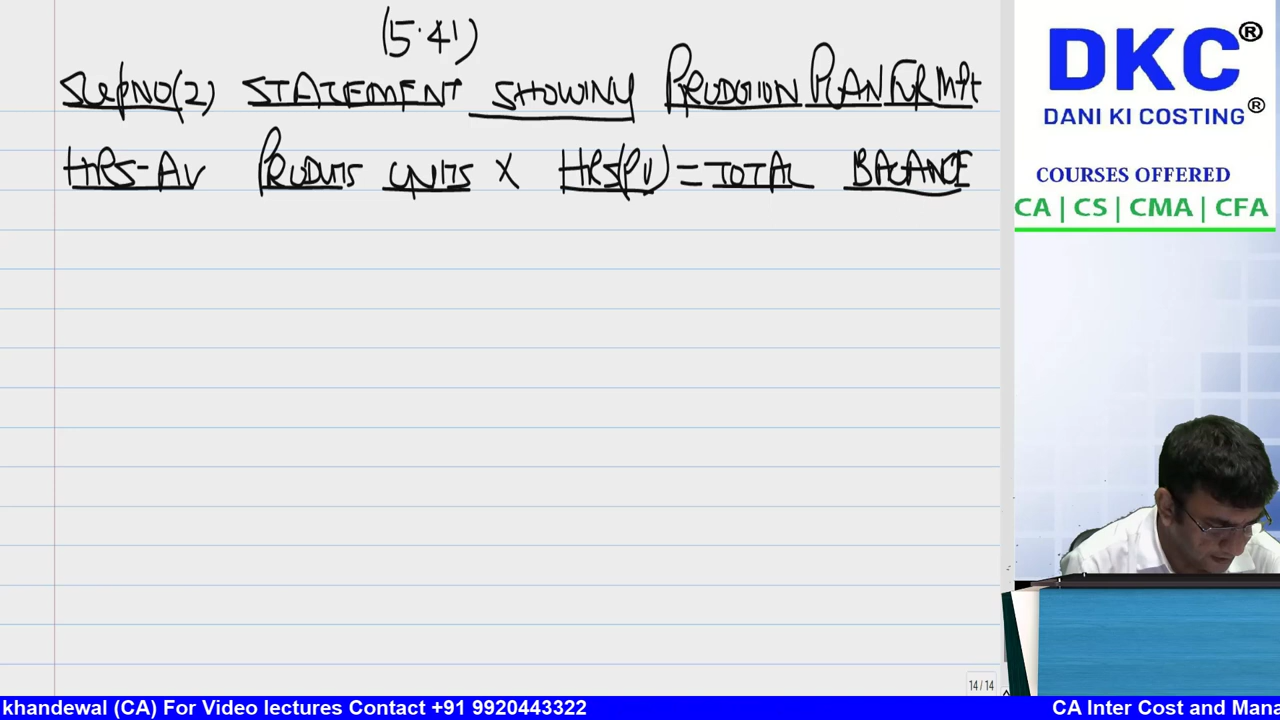 (5.41)
Step NO(2) STATEMENT SHOWING PRODUCTION PLAN FOR MPt
HRS-AV PRODUTS UNITS X HRS(PU) = TOTAL BALANCE
14/14
DKC®
DANI KI COSTING®
COURSES OFFERED
CA | CS | CMA | CFA
khandewal (CA) For Video lectures Contact +91 9920443322
CA Inter Cost and Mana